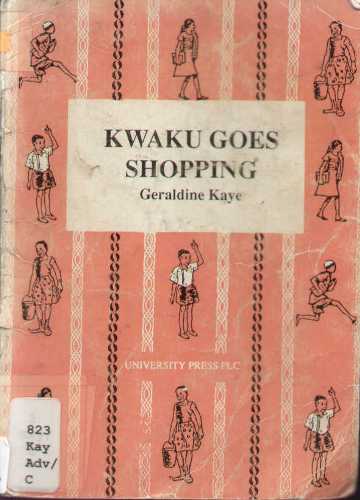 KWAKU GOES
SHOPPING
Geraldine Kaye
UNIVERSITY PRESS PLC
823
Kay
Adv/
C